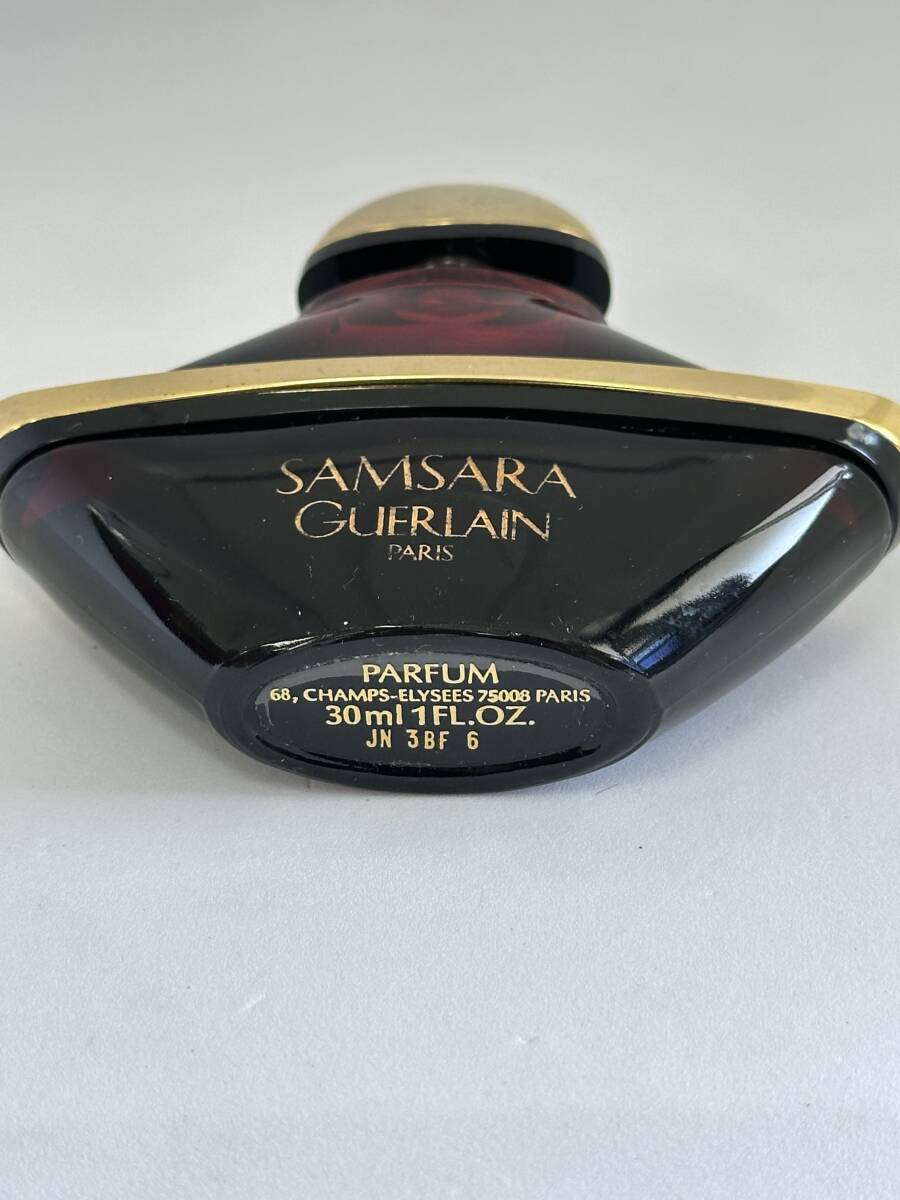 SAMSARA
GUERLAIN
PARIS
PARFUM
68, CHAMPS-ELYSEES 75008 PARIS
30ml 1FL.OZ.
JN 3BF 6